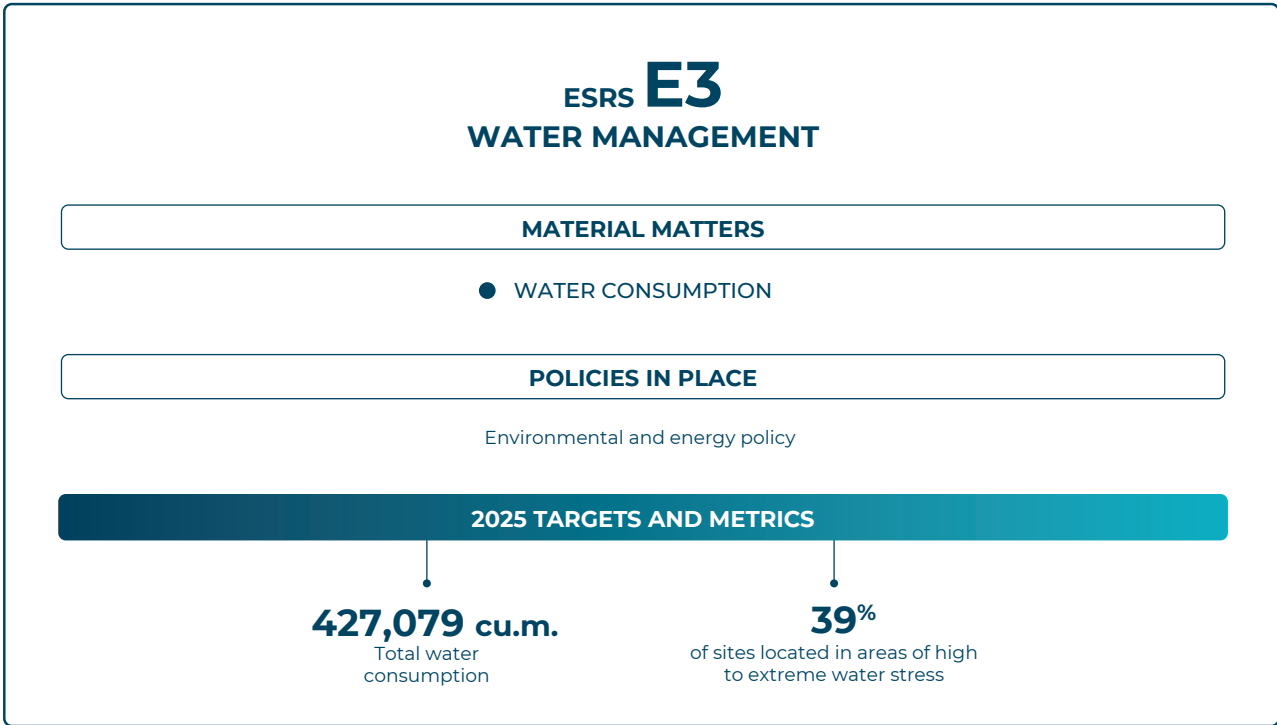 ESRS E3
WATER MANAGEMENT
MATERIAL MATTERS
● WATER CONSUMPTION
POLICIES IN PLACE
Environmental and energy policy
2025 TARGETS AND METRICS
427,079 cu.m.
Total water
consumption
39%
of sites located in areas of high
to extreme water stress